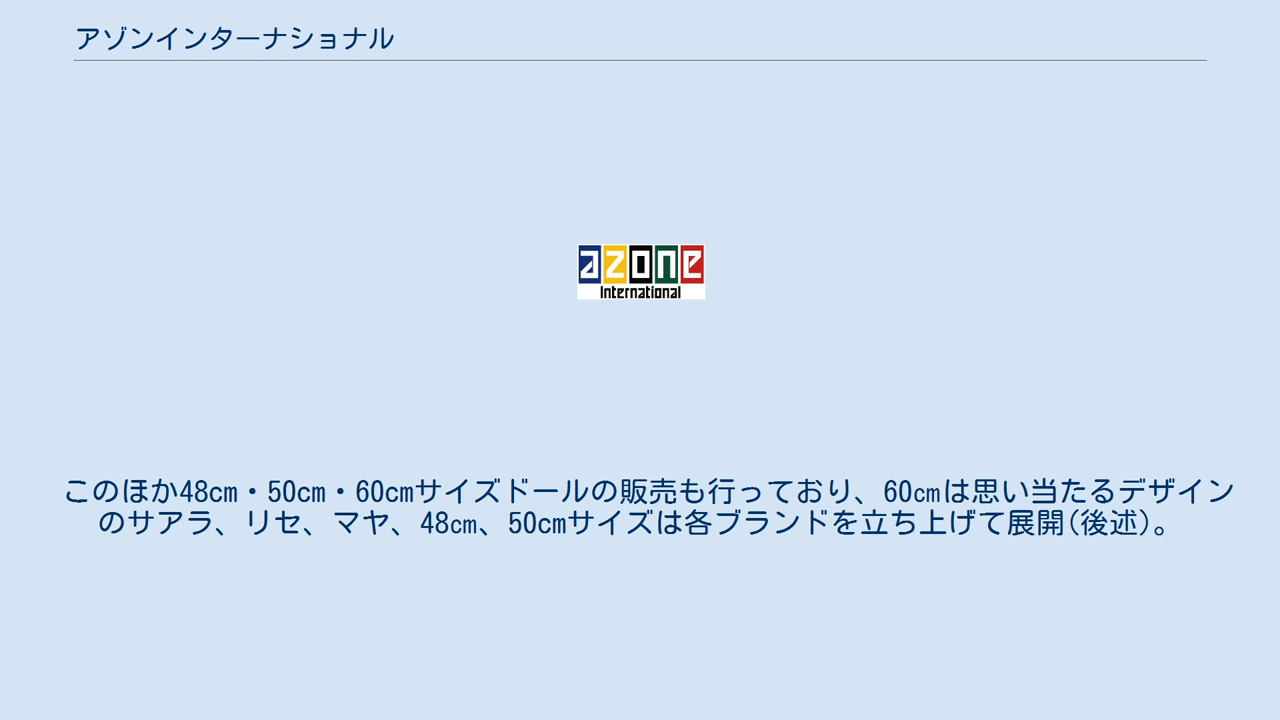 アゾンインターナショナル
azone
International
このほか48cm・50cm・60cmサイズドールの販売も行っており、60㎝は思い当たるデザイン
のサアラ、リセ、マヤ、48㎝、50cmサイズは各ブランドを立ち上げて展開(後述)。